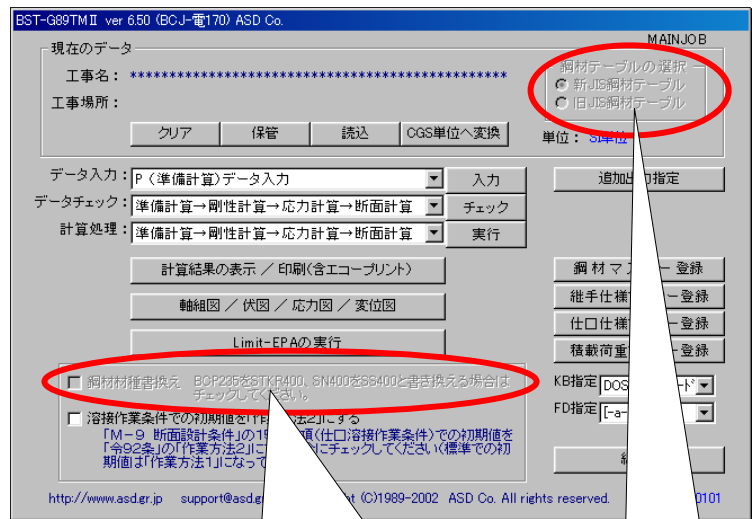 BST-G89TMⅡ ver 6.50 (BCJ-電170) ASD Co.
MAINJOB
現在のデータ
鋼材テーブルの選択
工事名： ************************************************
新JIS鋼材テーブル
旧JIS鋼材テーブル
工事場所：
クリア 保管 読込 CGS単位へ変換
単位： SI単位
データ入力： P（準備計算）データ入力 入力 追加出力指定
データチェック： 準備計算→剛性計算→応力計算→断面計算 チェック
計算処理： 準備計算→剛性計算→応力計算→断面計算 実行
計算結果の表示 ／ 印刷(含エコープリント)
鋼材マ ー 登録
軸組図 ／ 伏図 ／ 応力図 ／ 変位図
継手仕様 ー 登録
仕口仕様 ー 登録
Limit-EPAの実行
積載荷重 ー 登録
鋼材材種書換え BCP235をSTKR400、SN400をSS400と書き換える場合は
チェックしてください。
KB指定 DOS ド
溶接作業条件での初期値を「作 法2」にする
FD指定 [-a-
「M－9 断面設計条件」の1 項(仕口溶接作業条件)での初期値を
「令92条」の「作業方法2」に にチェックしてください(標準での初
期値は「作業方法1」になって
http://www.asd.gr.jp support@asd.g t (C)1989-2002 ASD Co. All rights reserved. 0101